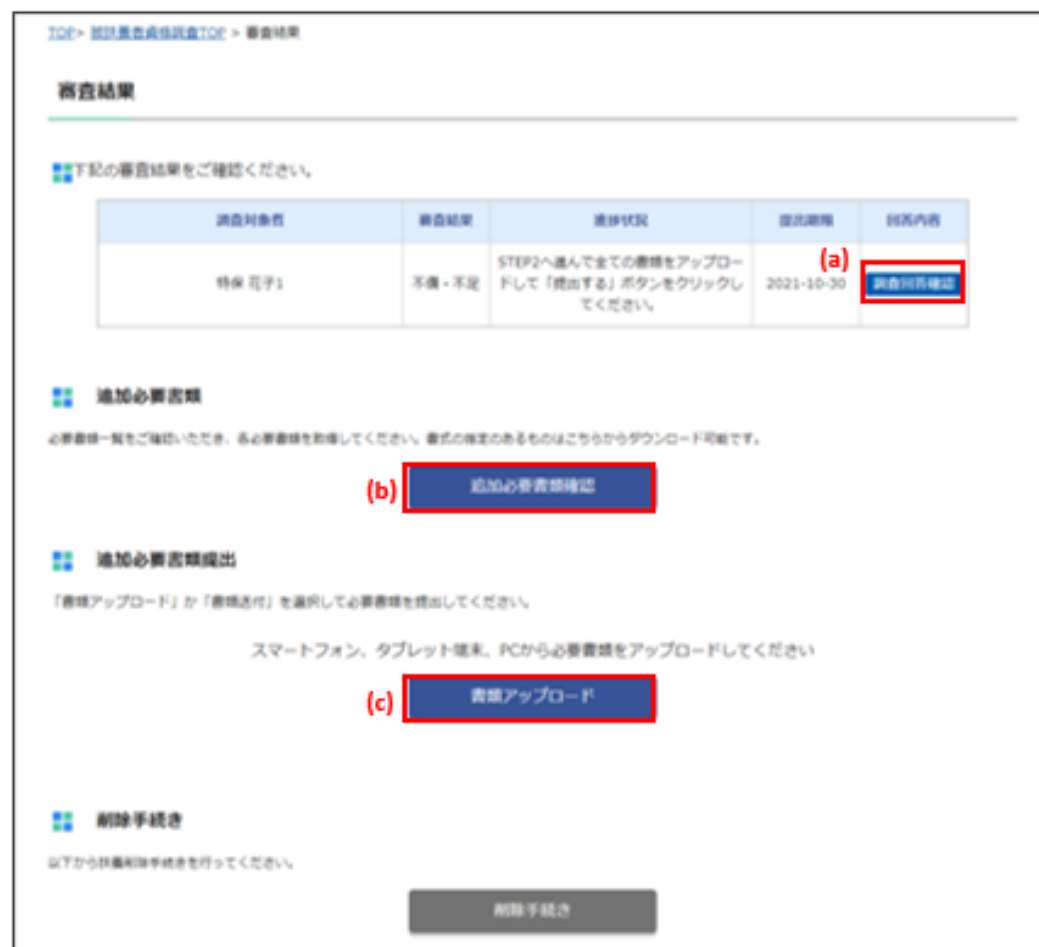 TOP> 被扶養者資格調査TOP > 審査結果
審査結果
下記の審査結果をご確認ください。
調査対象者 審査結果 進捗状況 提出期限 回答内容
特保 花子1 不備・不足 STEP2へ進んで全ての書類をアップロー
ドして「提出する」ボタンをクリックし
てください。 2021-10-30 (a) 調査回答確認
追加必要書類
必要書類一覧をご確認いただき、各必要書類を取得してください。書式の指定のあるものはこちらからダウンロード可能です。
(b) 追加必要書類確認
追加必要書類提出
「書類アップロード」か「書類送付」を選択して必要書類を提出してください。
スマートフォン、タブレット端末、PCから必要書類をアップロードしてください
(c) 書類アップロード
削除手続き
以下から扶養削除手続きを行ってください。
削除手続き